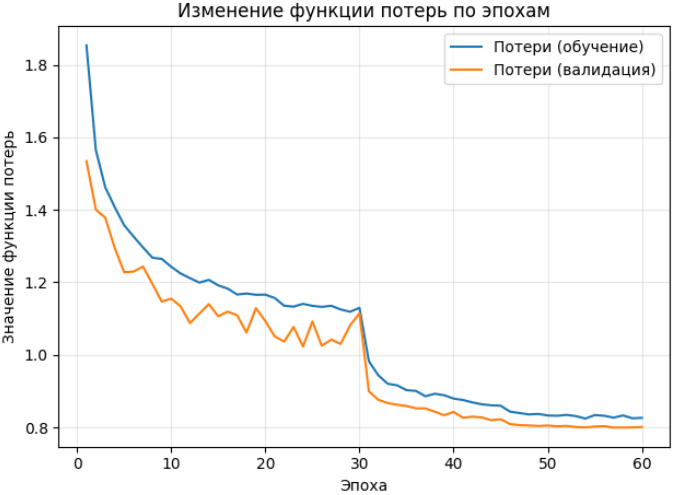 Изменение функции потерь по эпохам
Потери (обучение)
Потери (валидация)
Значение функции потерь
1.8
1.6
1.4
1.2
1.0
0.8
0 10 20 30 40 50 60
Эпоха